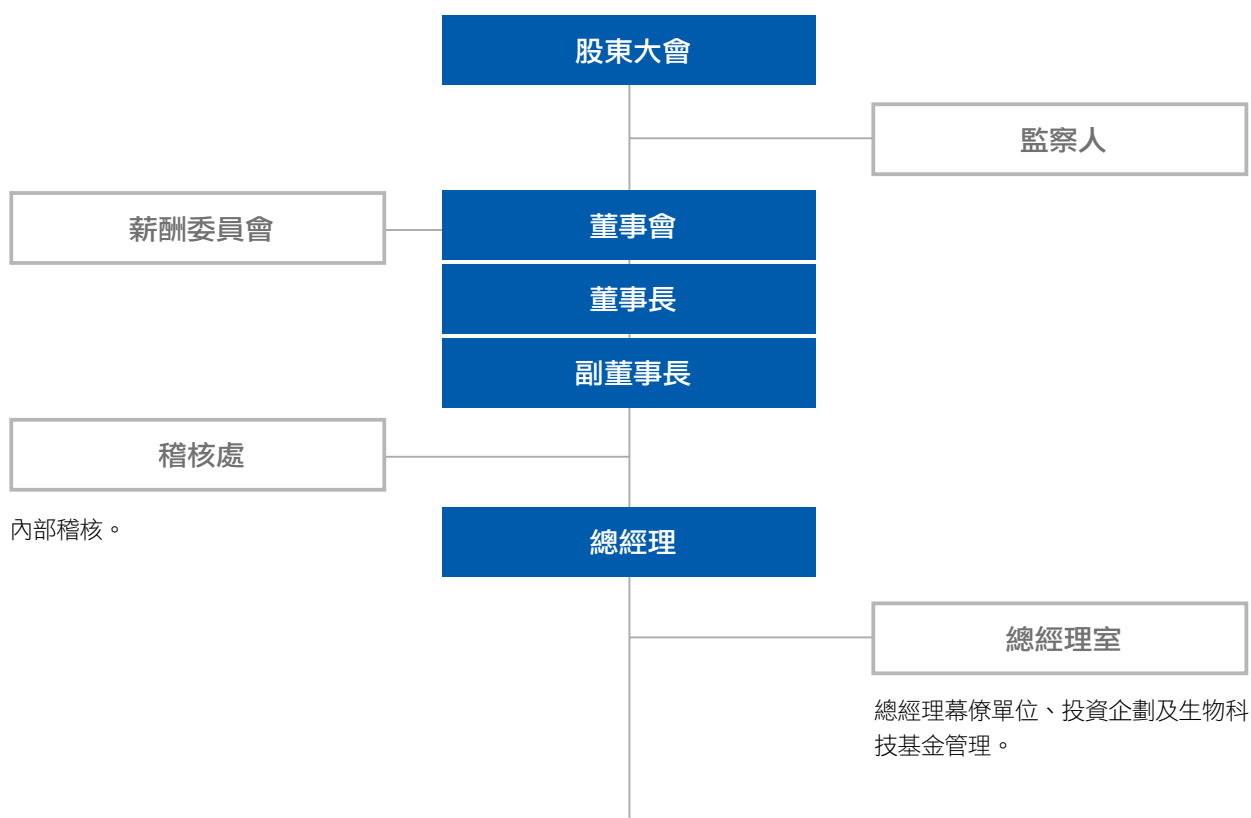 股東大會
監察人
薪酬委員會
董事會
董事長
副董事長
稽核處
內部稽核。
總經理
總經理室
總經理幕僚單位、投資企劃及生物科
技基金管理。